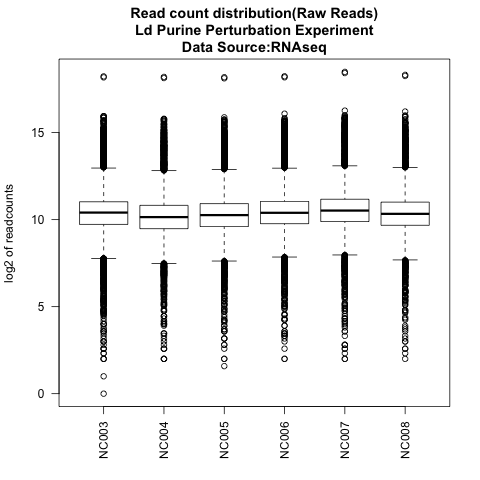 Read count distribution(Raw Reads)
Ld Purine Perturbation Experiment
Data Source:RNAseq
log2 of readcounts
15
10
5
0
NC003
NC004
NC005
NC006
NC007
NC008